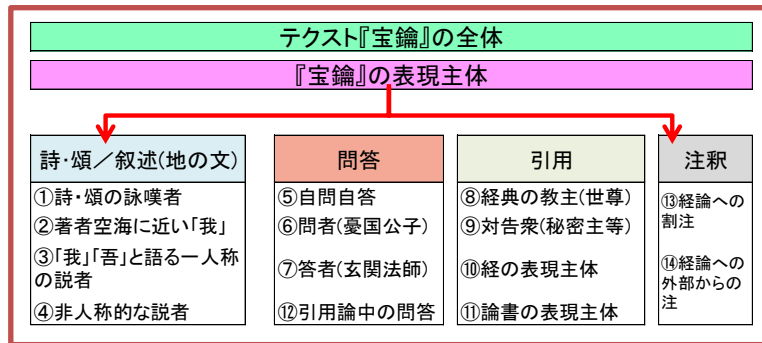 テクスト『宝鑰』の全体
『宝鑰』の表現主体
詩・頌／叙述(地の文)
①詩・頌の詠嘆者
②著者空海に近い「我」
③「我」「吾」と語る一人称
の説者
④非人称的な説者
問答
⑤自問自答
⑥問者(憂国公子)
⑦答者(玄関法師)
⑫引用論中の問答
引用
⑧経典の教主(世尊)
⑨対告衆(秘密主等)
⑩経の表現主体
⑪論書の表現主体
注釈
⑬経論への
割注
⑭経論への
外部からの
注